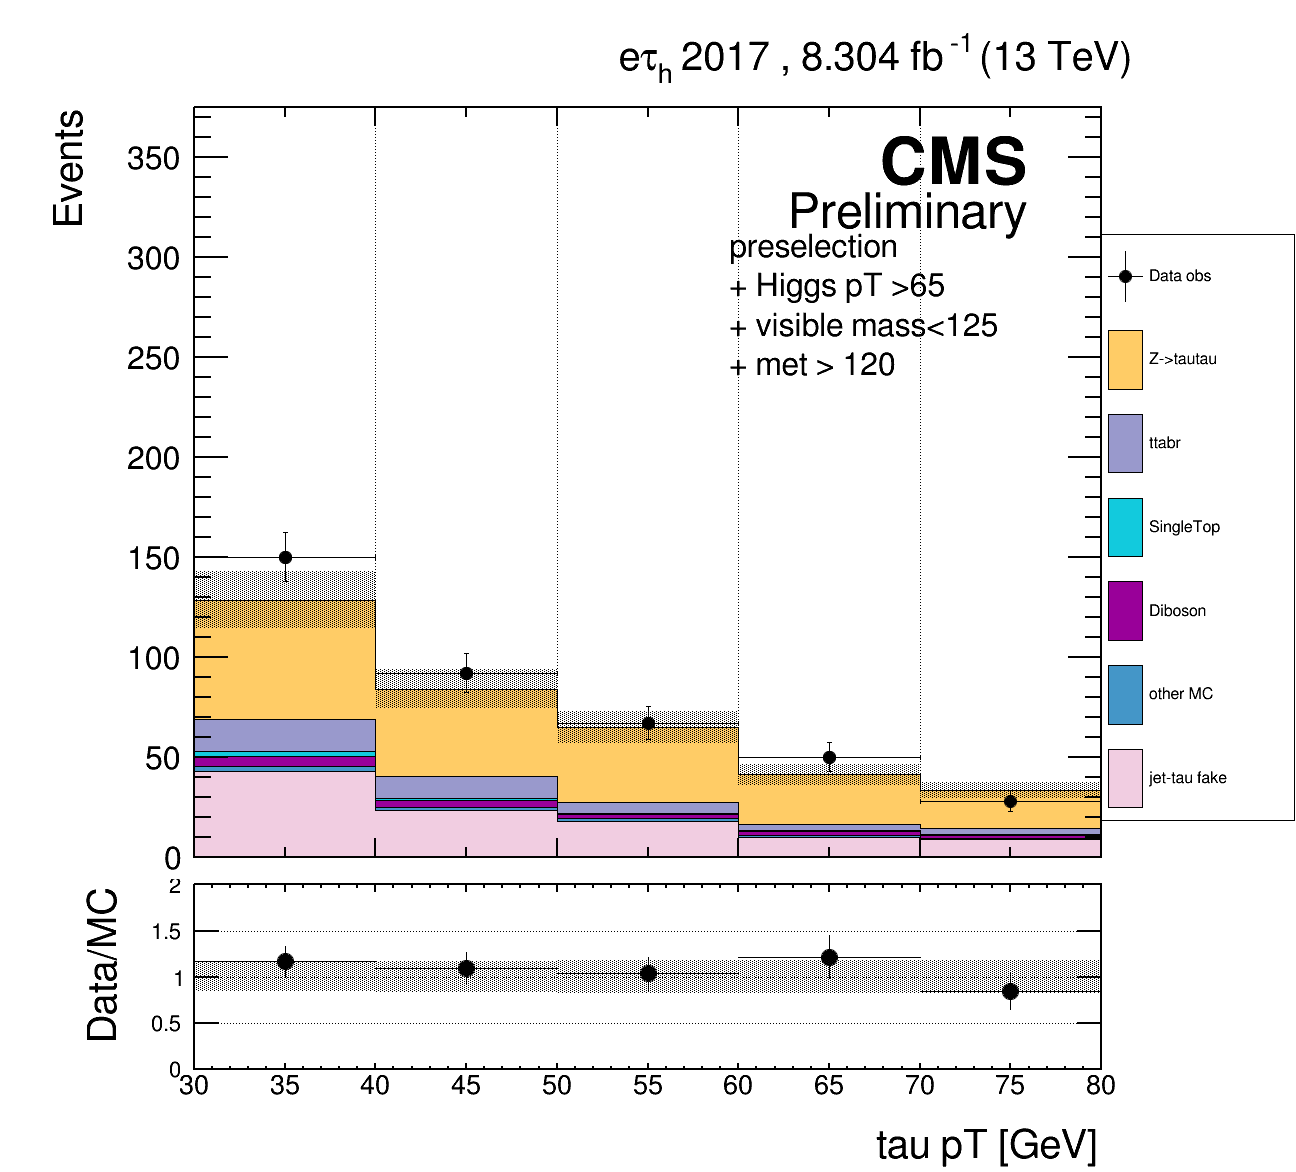 eτh 2017 , 8.304 fb-1 (13 TeV)
Events
350
300
250
200
150
100
50
0
CMS
Preliminary
preselection
+ Higgs pT >65
+ visible mass<125
+ met > 120
Data obs
Z->tautau
ttabr
SingleTop
Diboson
other MC
jet-tau fake
Data/MC
2
1.5
1
0.5
0
30 35 40 45 50 55 60 65 70 75 80
tau pT [GeV]